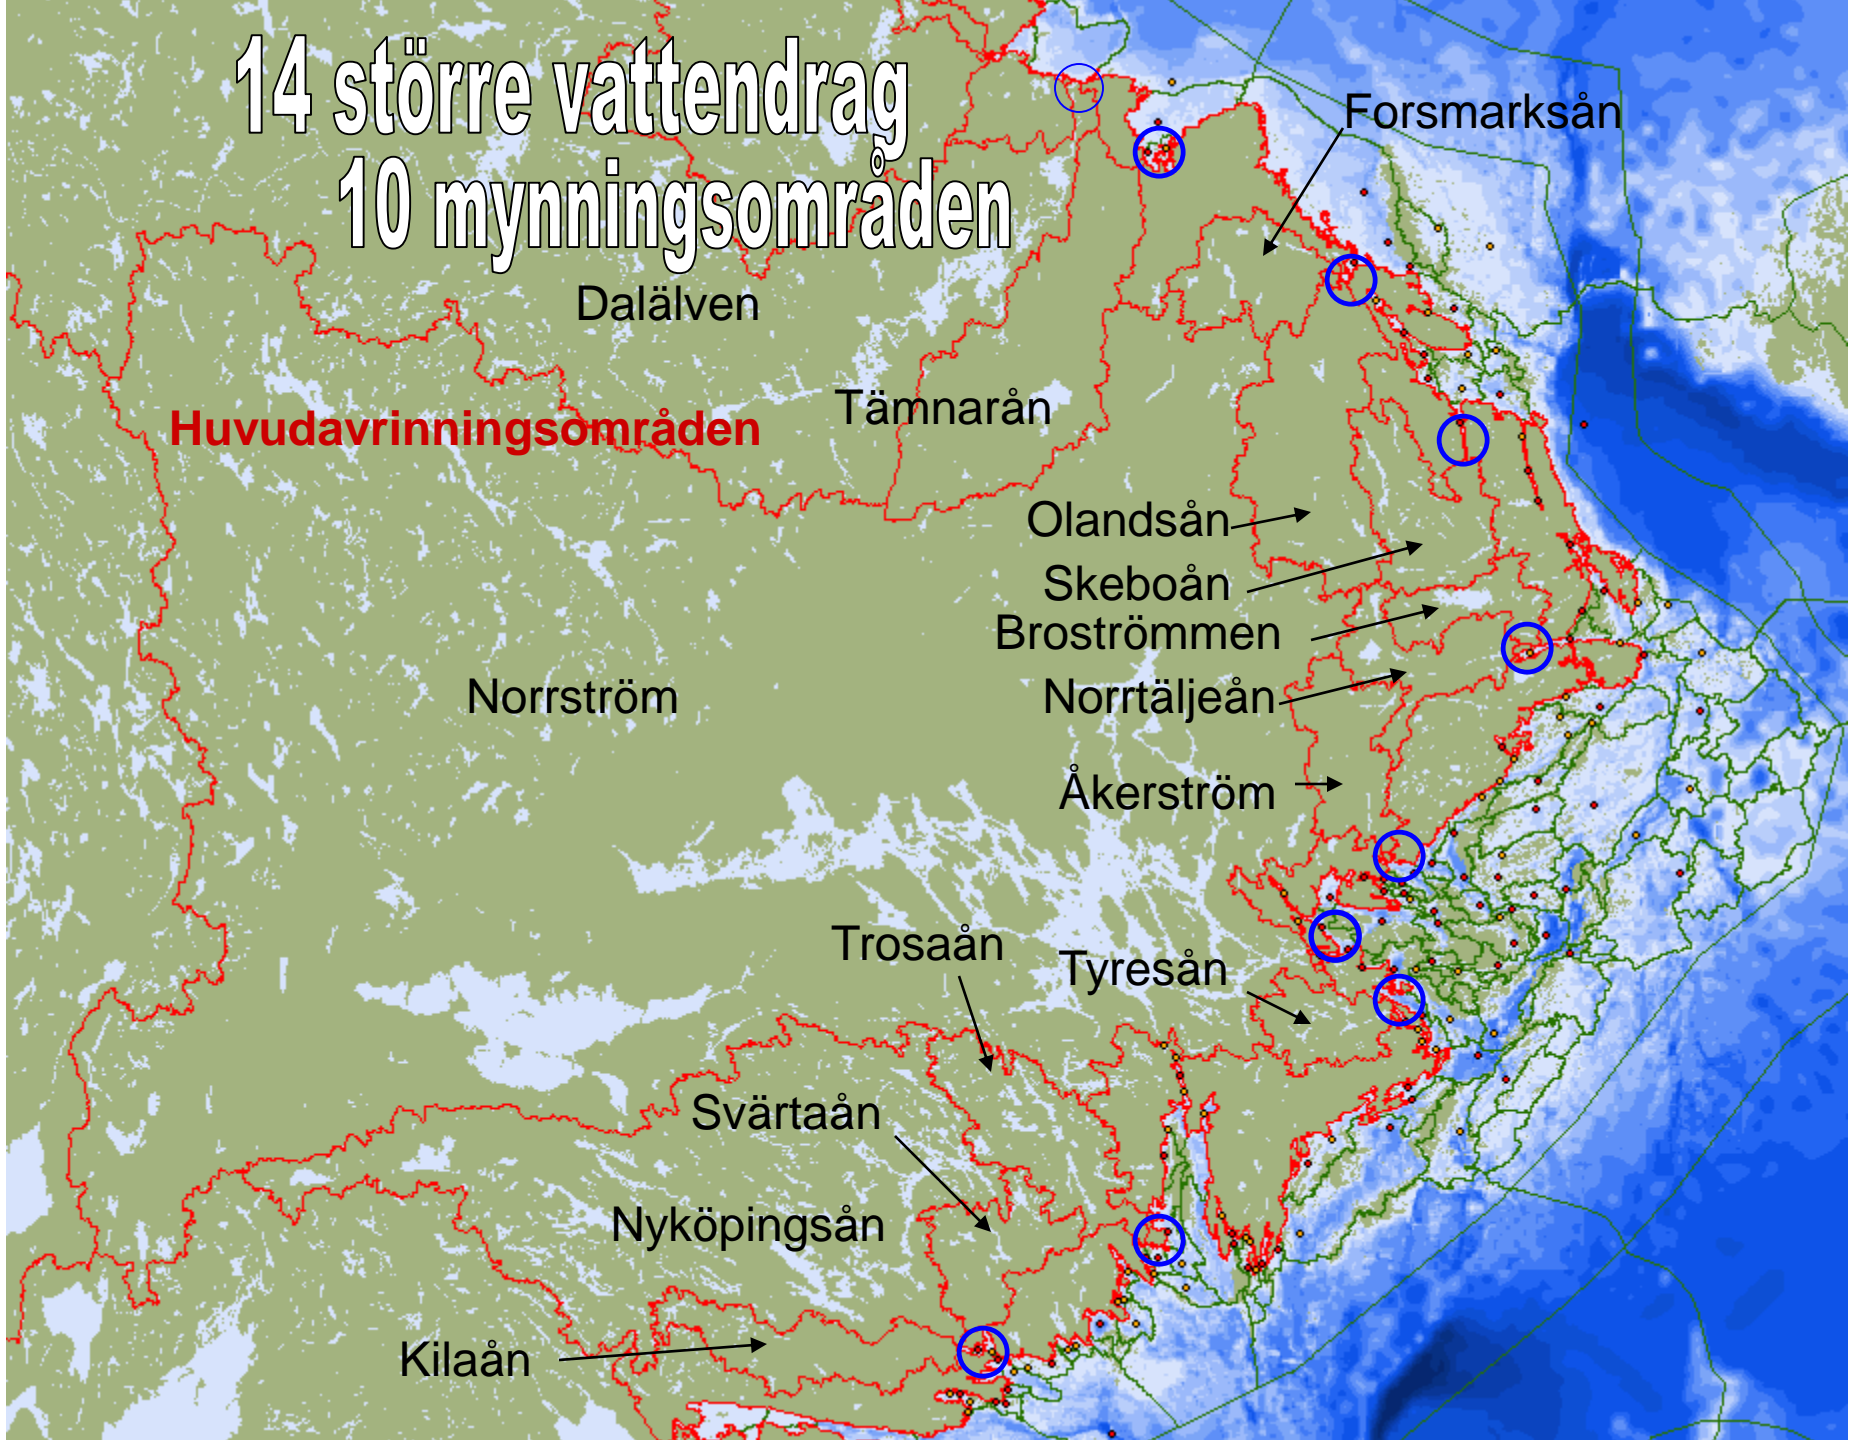 14 större vattendrag
10 mynningsområden
Forsmarksån
Dalälven
Tämnarån
Huvudavrinningsområden
Olandsån
Skeboån
Broströmmen
Norrtäljeån
Norrström
Åkerström
Trosaån
Tyresån
Svärtaån
Nyköpingsån
Kilaån